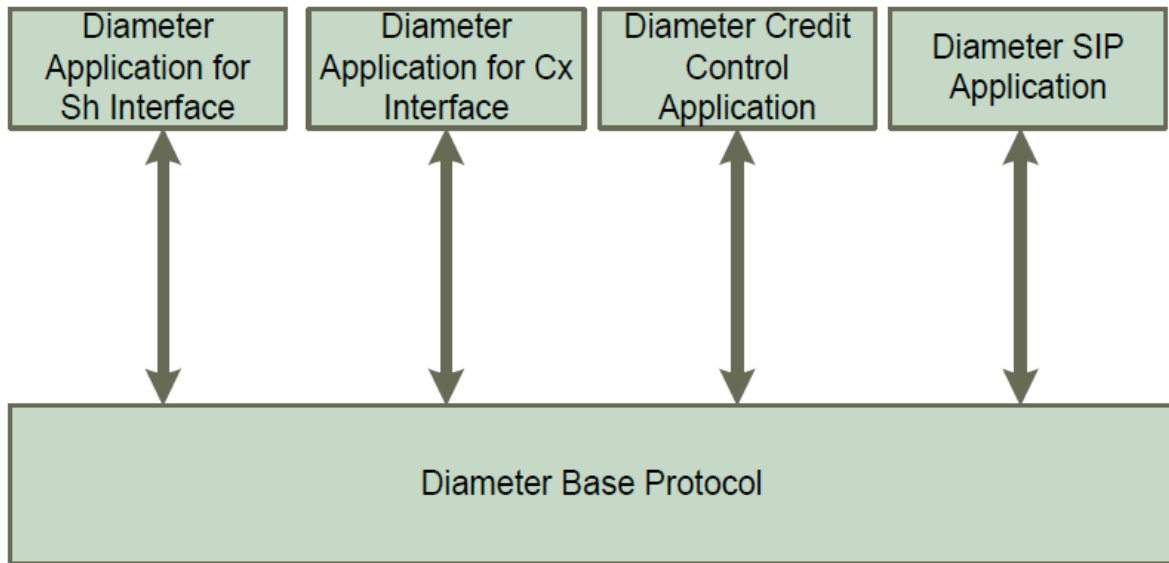 Diameter
Application for
Sh Interface
Diameter
Application for Cx
Interface
Diameter Credit
Control
Application
Diameter SIP
Application
Diameter Base Protocol